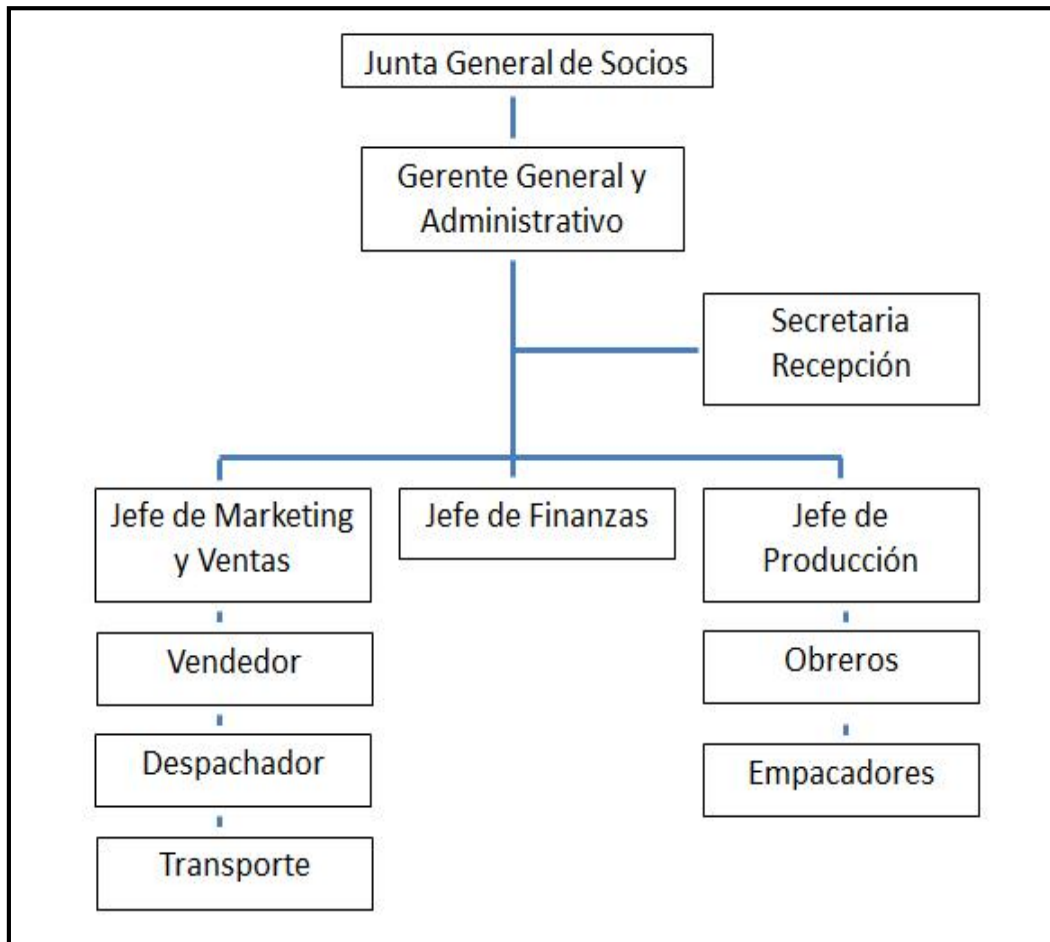 Junta General de Socios
Gerente General y
Administrativo
Secretaria
Recepción
Jefe de Marketing
y Ventas
Jefe de Finanzas
Jefe de
Producción
Vendedor
Obreros
Despachador
Empacadores
Transporte